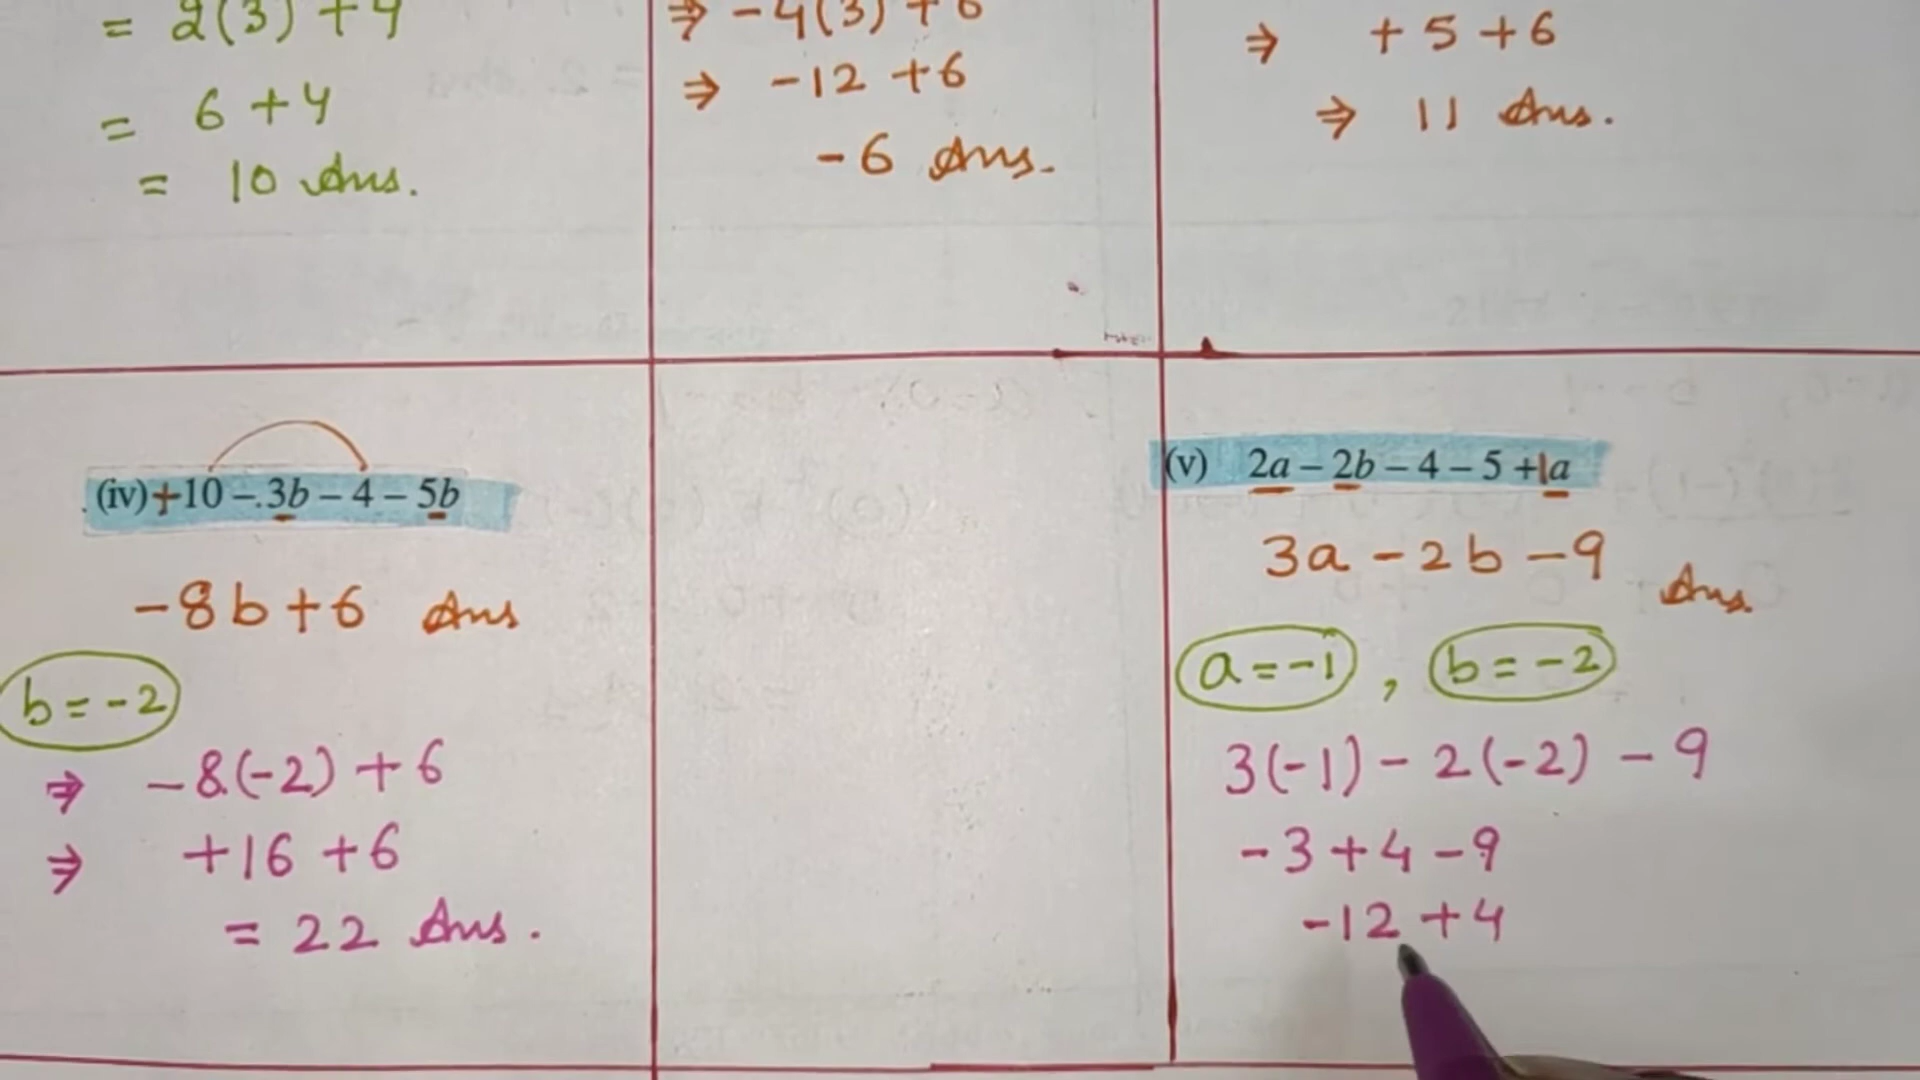 = 2(3) + 4
= 6 + 4
= 10 Ans.
⇒ -4(3) + 6
⇒ -12 + 6
-6 Ans.
⇒ + 5 + 6
⇒ 11 Ans.
(iv) +10 – 3b – 4 – 5b
-8b + 6 Ans
b = -2
⇒ -8(-2) + 6
⇒ +16 + 6
= 22 Ans.
(v) 2a – 2b – 4 – 5 + 1a
3a - 2b - 9 Ans.
a = -1 , b = -2
3(-1) - 2(-2) - 9
-3 + 4 - 9
-12 + 4